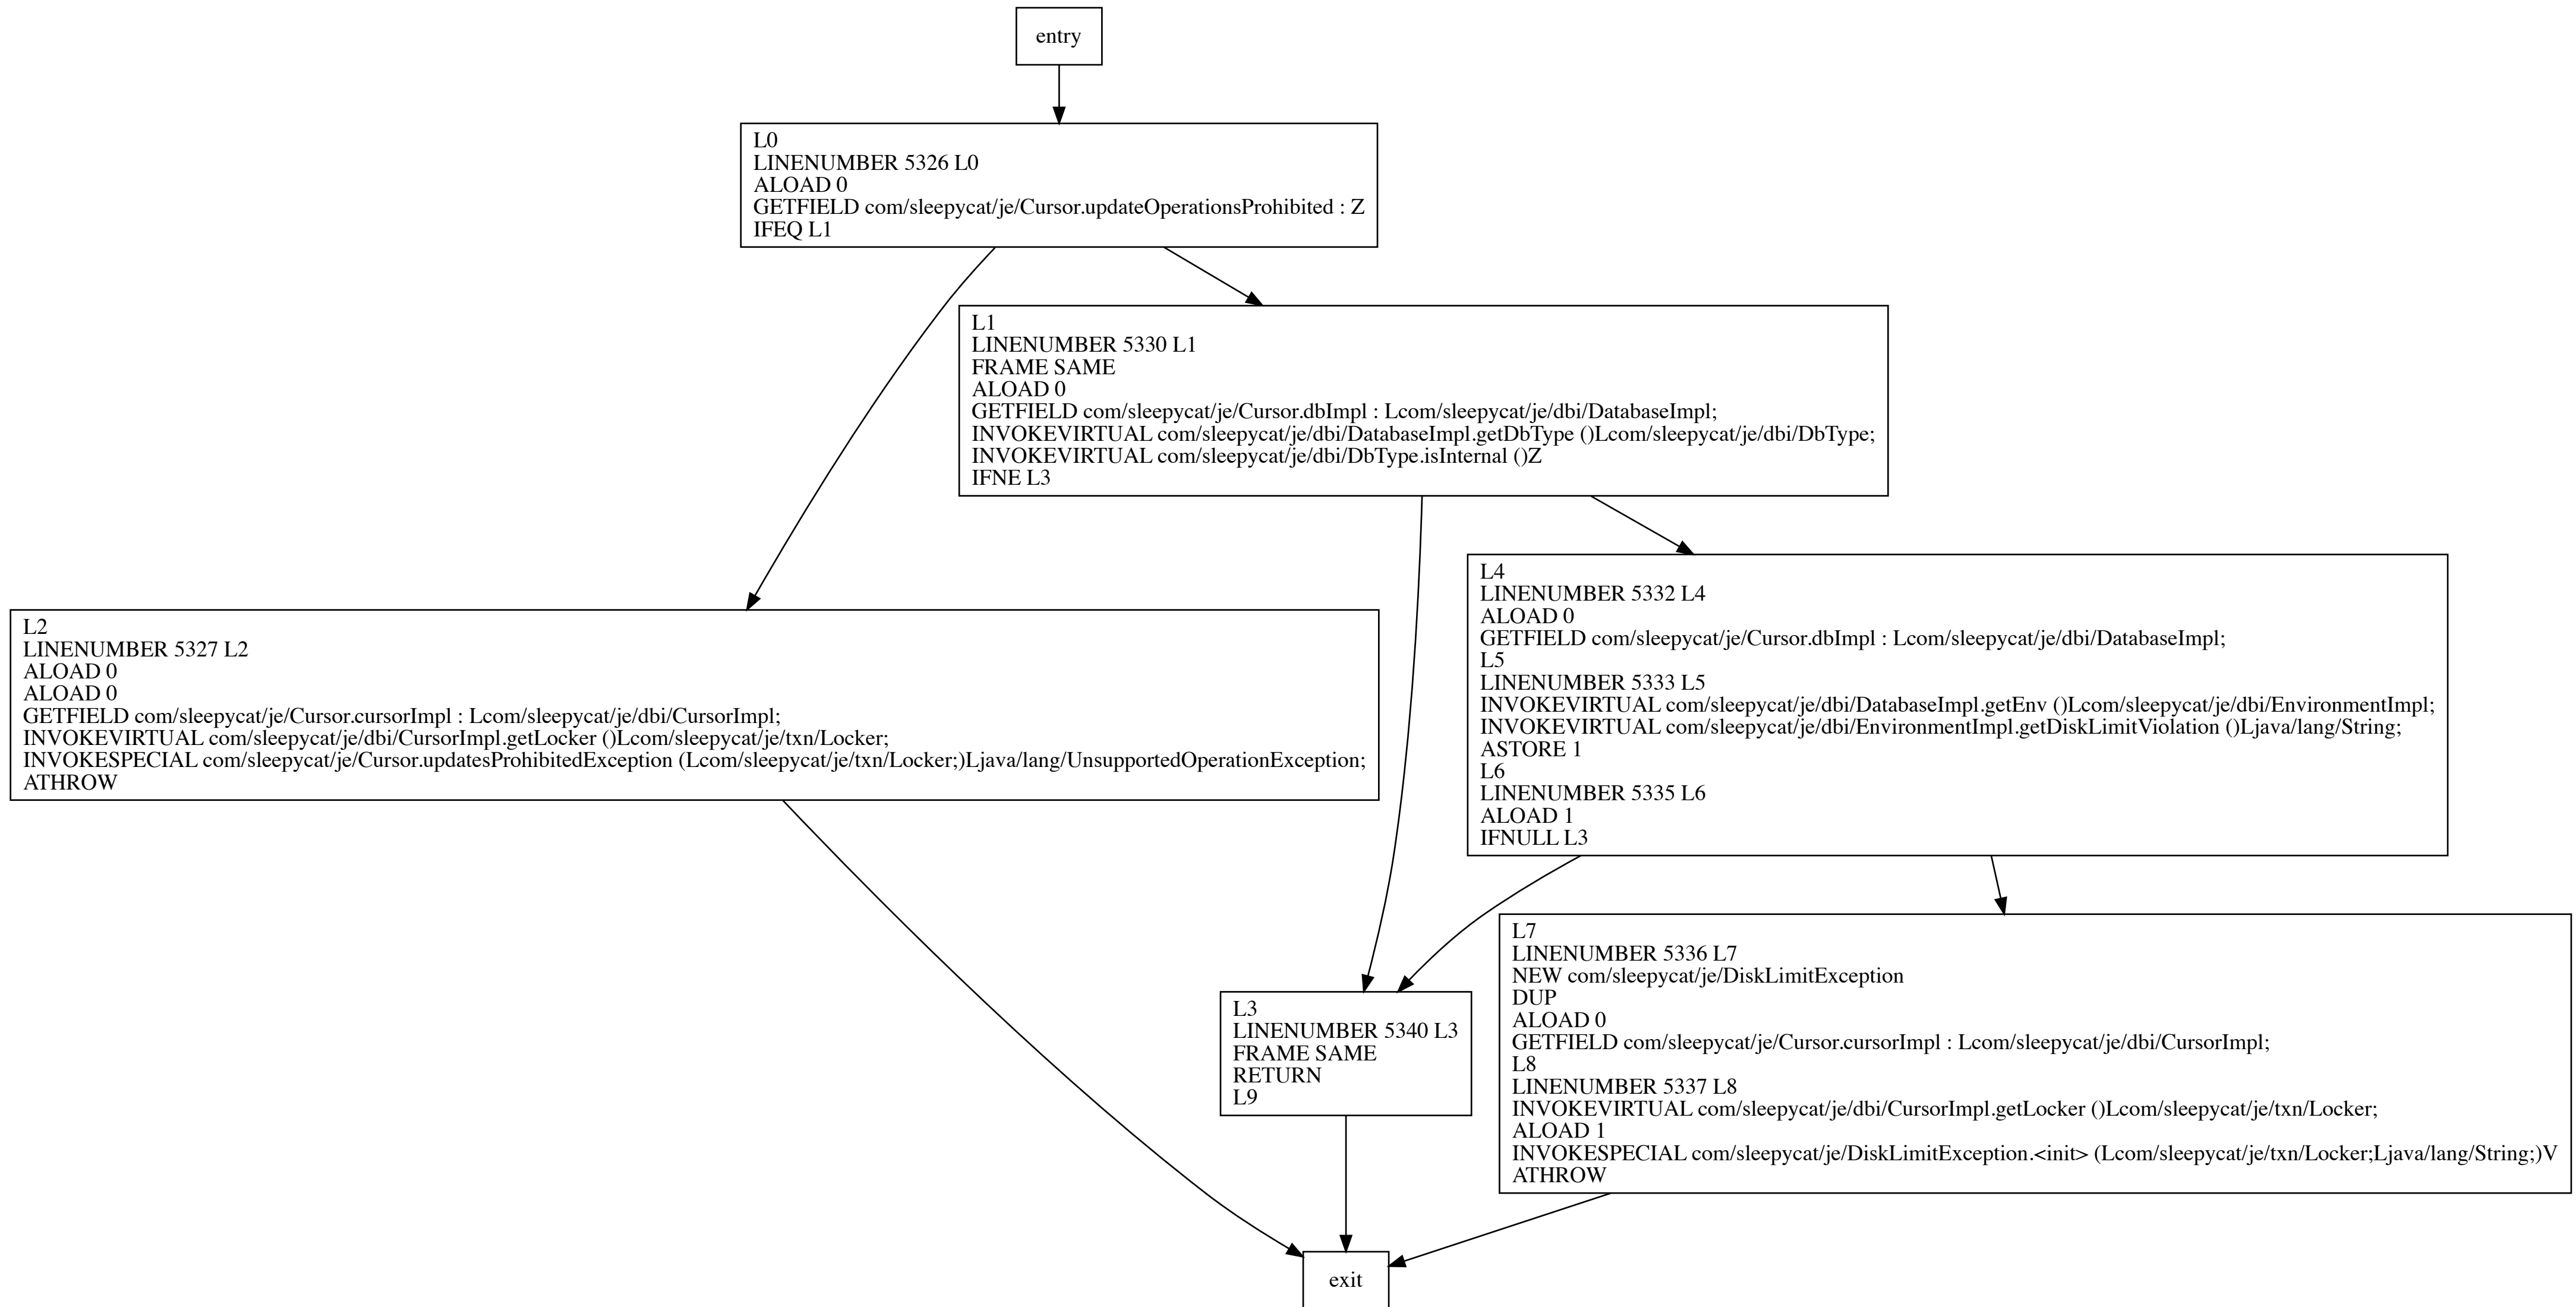 entry
L0
LINENUMBER 5326 L0
ALOAD 0
GETFIELD com/sleepycat/je/Cursor.updateOperationsProhibited : Z
IFEQ L1
L1
LINENUMBER 5330 L1
FRAME SAME
ALOAD 0
GETFIELD com/sleepycat/je/Cursor.dbImpl : Lcom/sleepycat/je/dbi/DatabaseImpl;
INVOKEVIRTUAL com/sleepycat/je/dbi/DatabaseImpl.getDbType ()Lcom/sleepycat/je/dbi/DbType;
INVOKEVIRTUAL com/sleepycat/je/dbi/DbType.isInternal ()Z
IFNE L3
L4
LINENUMBER 5332 L4
ALOAD 0
GETFIELD com/sleepycat/je/Cursor.dbImpl : Lcom/sleepycat/je/dbi/DatabaseImpl;
L5
LINENUMBER 5333 L5
INVOKEVIRTUAL com/sleepycat/je/dbi/DatabaseImpl.getEnv ()Lcom/sleepycat/je/dbi/EnvironmentImpl;
INVOKEVIRTUAL com/sleepycat/je/dbi/EnvironmentImpl.getDiskLimitViolation ()Ljava/lang/String;
ASTORE 1
L6
LINENUMBER 5335 L6
ALOAD 1
IFNULL L3
L2
LINENUMBER 5327 L2
ALOAD 0
ALOAD 0
GETFIELD com/sleepycat/je/Cursor.cursorImpl : Lcom/sleepycat/je/dbi/CursorImpl;
INVOKEVIRTUAL com/sleepycat/je/dbi/CursorImpl.getLocker ()Lcom/sleepycat/je/txn/Locker;
INVOKESPECIAL com/sleepycat/je/Cursor.updatesProhibitedException (Lcom/sleepycat/je/txn/Locker;)Ljava/lang/UnsupportedOperationException;
ATHROW
L7
LINENUMBER 5336 L7
NEW com/sleepycat/je/DiskLimitException
DUP
ALOAD 0
GETFIELD com/sleepycat/je/Cursor.cursorImpl : Lcom/sleepycat/je/dbi/CursorImpl;
L8
LINENUMBER 5337 L8
INVOKEVIRTUAL com/sleepycat/je/dbi/CursorImpl.getLocker ()Lcom/sleepycat/je/txn/Locker;
ALOAD 1
INVOKESPECIAL com/sleepycat/je/DiskLimitException.&lt;init&gt; (Lcom/sleepycat/je/txn/Locker;Ljava/lang/String;)V
ATHROW
L3
LINENUMBER 5340 L3
FRAME SAME
RETURN
L9
exit